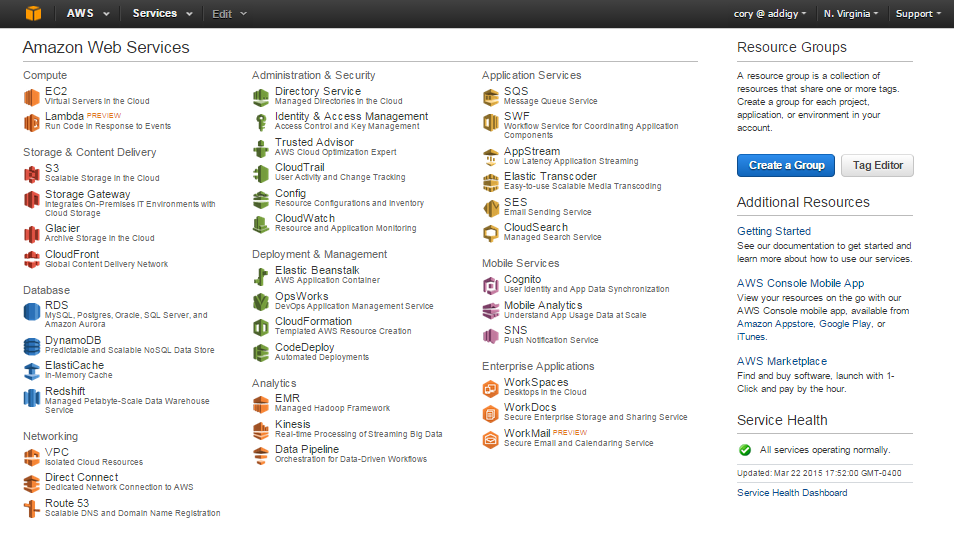 AWS Services Edit cory @ addigy N. Virginia Support
Amazon Web Services
Compute
EC2
Virtual Servers in the Cloud
Lambda PREVIEW
Run Code in Response to Events
Storage & Content Delivery
S3
Scalable Storage in the Cloud
Storage Gateway
Integrates On-Premises IT Environments with
Cloud Storage
Glacier
Archive Storage in the Cloud
CloudFront
Global Content Delivery Network
Database
RDS
MySQL, Postgres, Oracle, SQL Server, and
Amazon Aurora
DynamoDB
Predictable and Scalable NoSQL Data Store
ElastiCache
In-Memory Cache
Redshift
Managed Petabyte-Scale Data Warehouse
Service
Networking
VPC
Isolated Cloud Resources
Direct Connect
Dedicated Network Connection to AWS
Route 53
Scalable DNS and Domain Name Registration
Administration & Security
Directory Service
Managed Directories in the Cloud
Identity & Access Management
Access Control and Key Management
Trusted Advisor
AWS Cloud Optimization Expert
CloudTrail
User Activity and Change Tracking
Config
Resource Configurations and Inventory
CloudWatch
Resource and Application Monitoring
Deployment & Management
Elastic Beanstalk
AWS Application Container
OpsWorks
DevOps Application Management Service
CloudFormation
Templated AWS Resource Creation
CodeDeploy
Automated Deployments
Analytics
EMR
Managed Hadoop Framework
Kinesis
Real-time Processing of Streaming Big Data
Data Pipeline
Orchestration for Data-Driven Workflows
Application Services
SQS
Message Queue Service
SWF
Workflow Service for Coordinating Application
Components
AppStream
Low Latency Application Streaming
Elastic Transcoder
Easy-to-use Scalable Media Transcoding
SES
Email Sending Service
CloudSearch
Managed Search Service
Mobile Services
Cognito
User Identity and App Data Synchronization
Mobile Analytics
Understand App Usage Data at Scale
SNS
Push Notification Service
Enterprise Applications
WorkSpaces
Desktops in the Cloud
WorkDocs
Secure Enterprise Storage and Sharing Service
WorkMail PREVIEW
Secure Email and Calendaring Service
Resource Groups
A resource group is a collection of
resources that share one or more tags.
Create a group for each project,
application, or environment in your
account.
Create a Group Tag Editor
Additional Resources
Getting Started
See our documentation to get started and
learn more about how to use our services.
AWS Console Mobile App
View your resources on the go with our
AWS Console mobile app, available from
Amazon Appstore, Google Play, or
iTunes.
AWS Marketplace
Find and buy software, launch with 1-
Click and pay by the hour.
Service Health
All services operating normally.
Updated: Mar 22 2015 17:52:00 GMT-0400
Service Health Dashboard